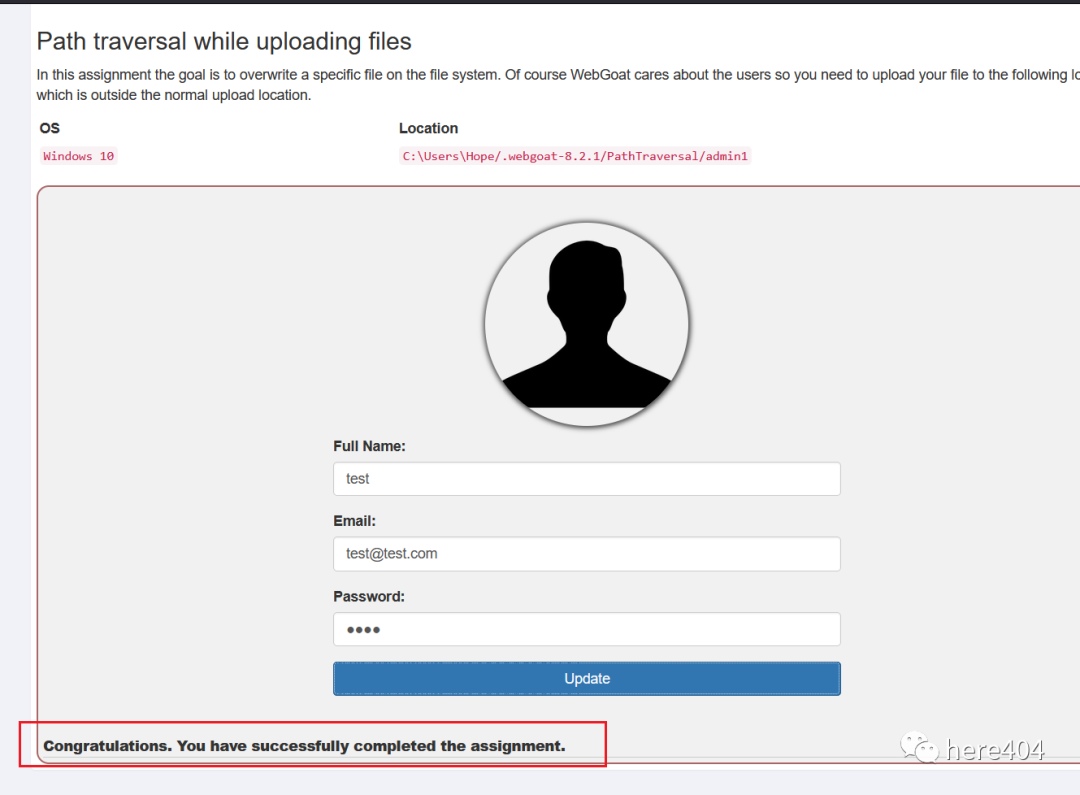 Path traversal while uploading files
In this assignment the goal is to overwrite a specific file on the file system. Of course WebGoat cares about the users so you need to upload your file to the following
which is outside the normal upload location.
OS Location
Windows 10 C:\Users\Hope/.webgoat-8.2.1/PathTraversal/admin1
Full Name:
test
Email:
test@test.com
Password:
••••
Update
Congratulations. You have successfully completed the assignment.
here404